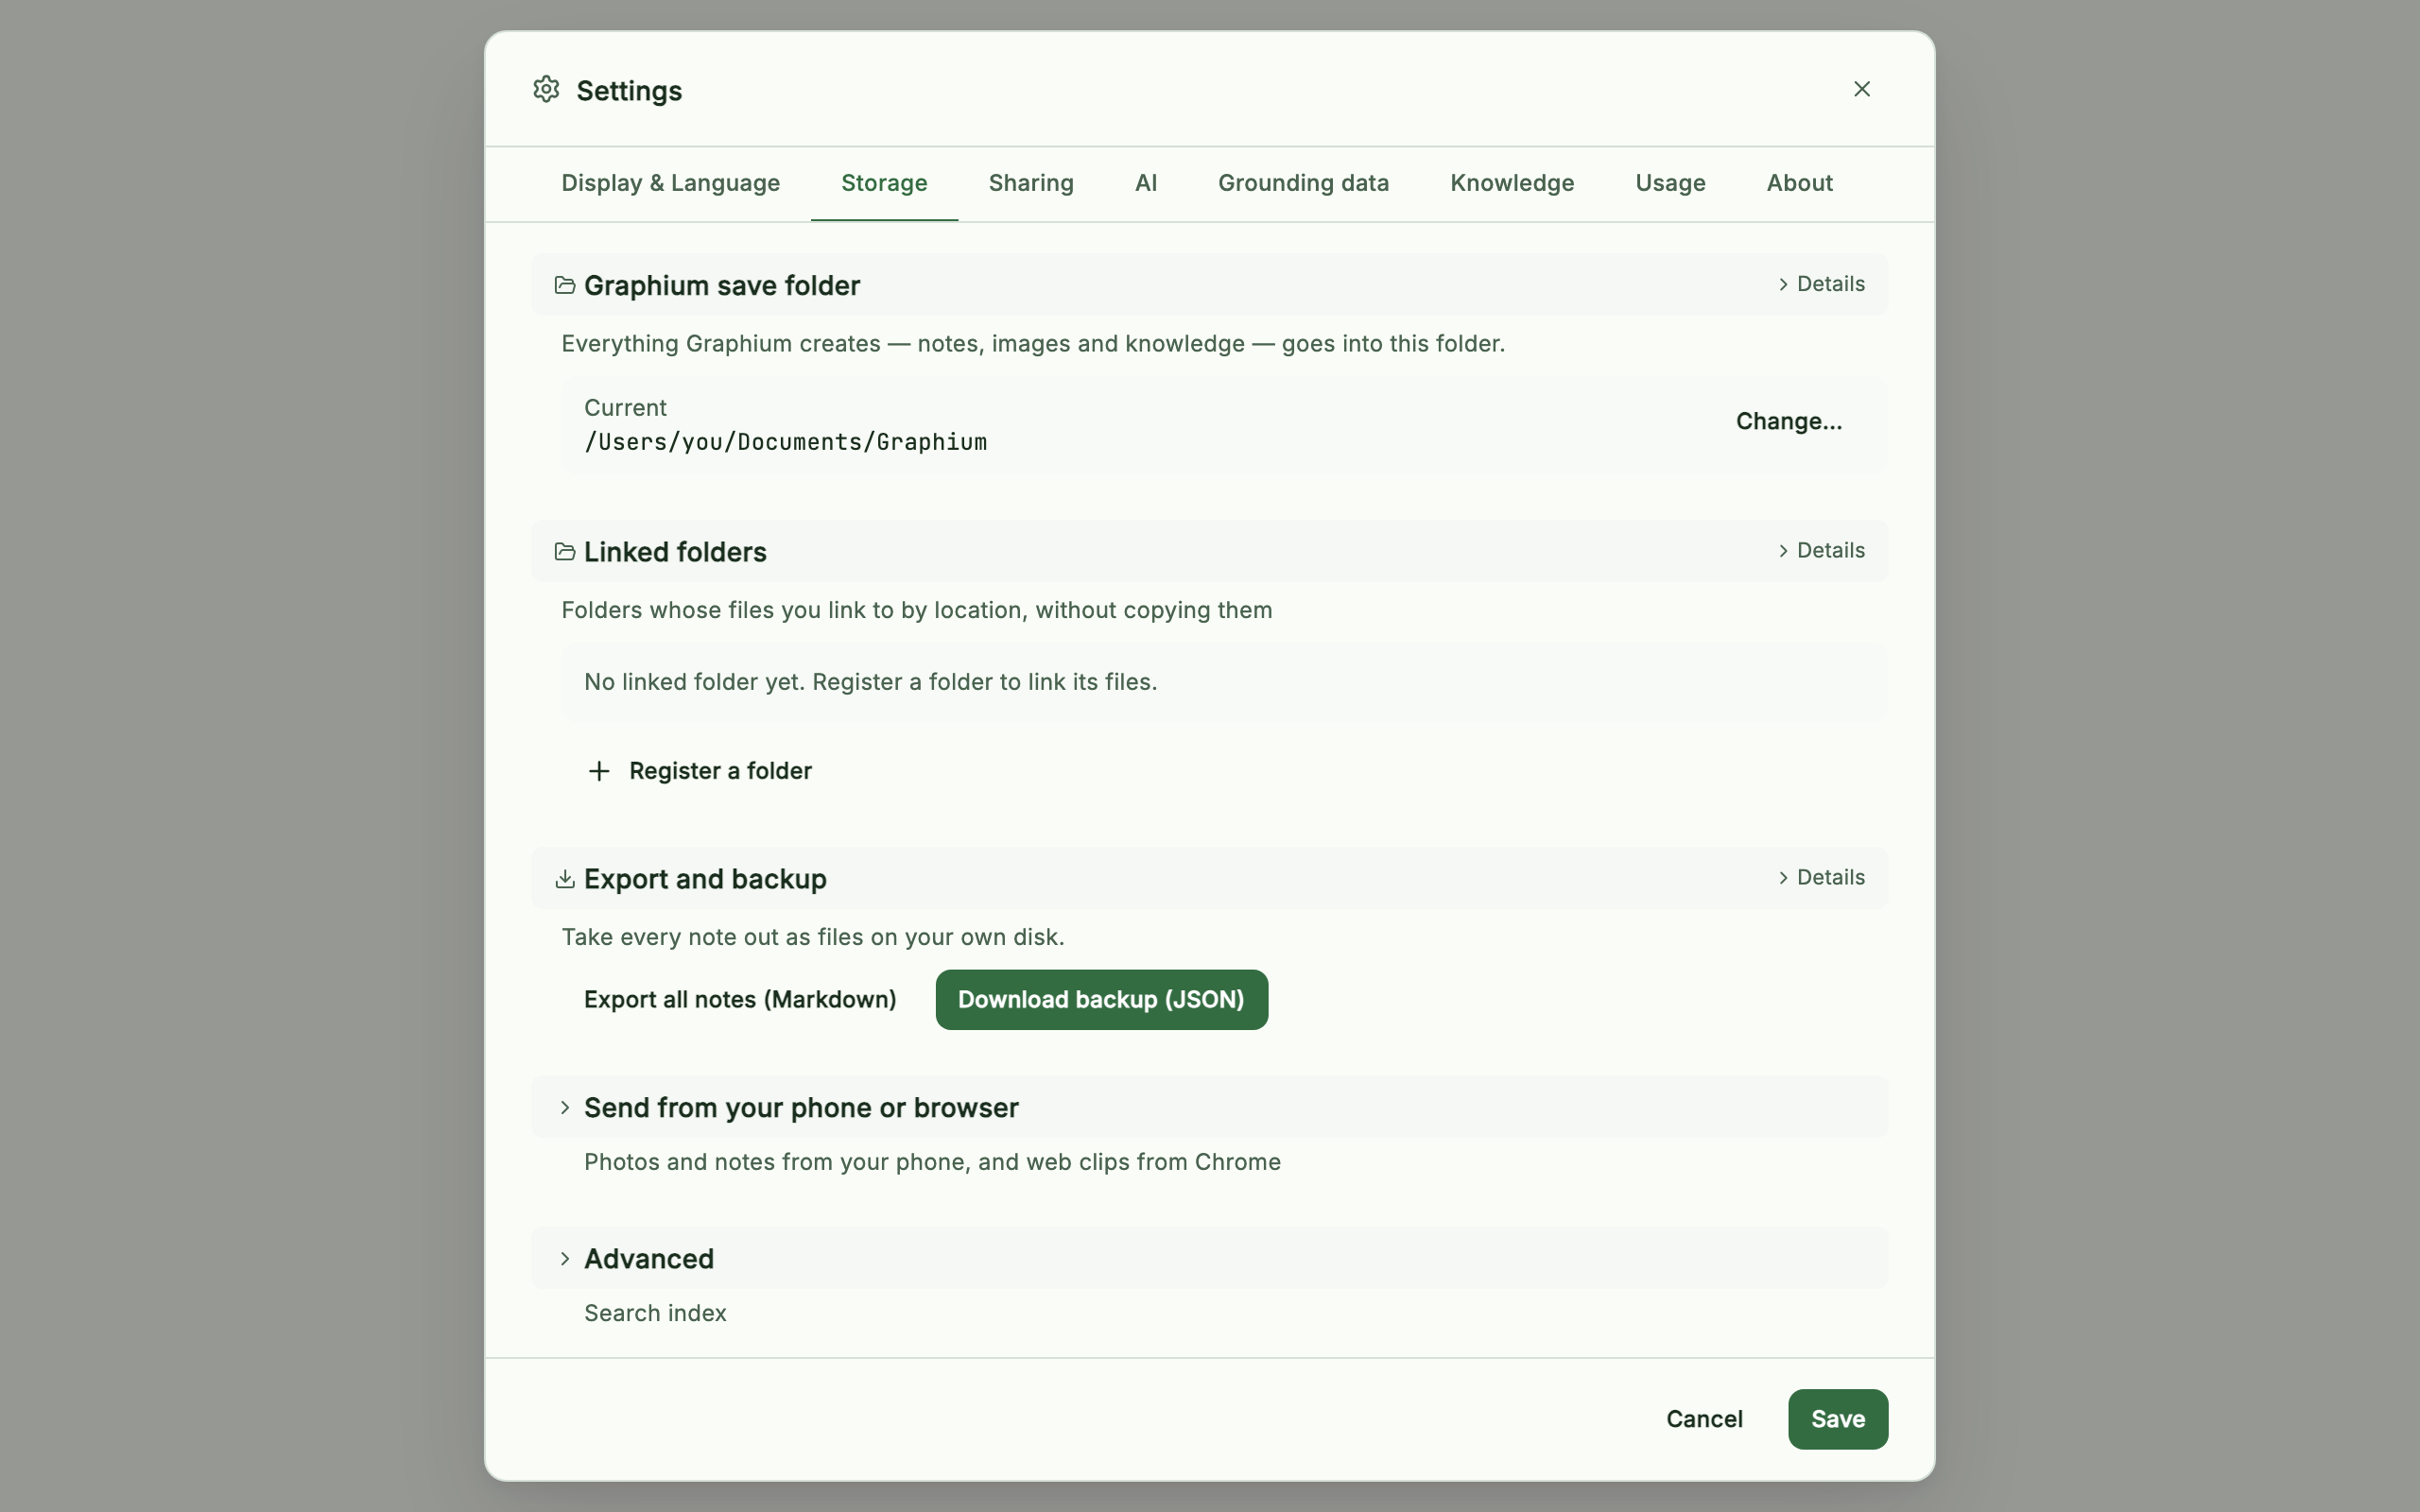 Settings
Display & Language
Storage
Sharing
AI
Grounding data
Knowledge
Usage
About
Graphium save folder
Details
Everything Graphium creates — notes, images and knowledge — goes into this folder.
Current
/Users/you/Documents/Graphium
Change...
Linked folders
Details
Folders whose files you link to by location, without copying them
No linked folder yet. Register a folder to link its files.
Register a folder
Export and backup
Details
Take every note out as files on your own disk.
Export all notes (Markdown)
Download backup (JSON)
Send from your phone or browser
Photos and notes from your phone, and web clips from Chrome
Advanced
Search index
Cancel
Save